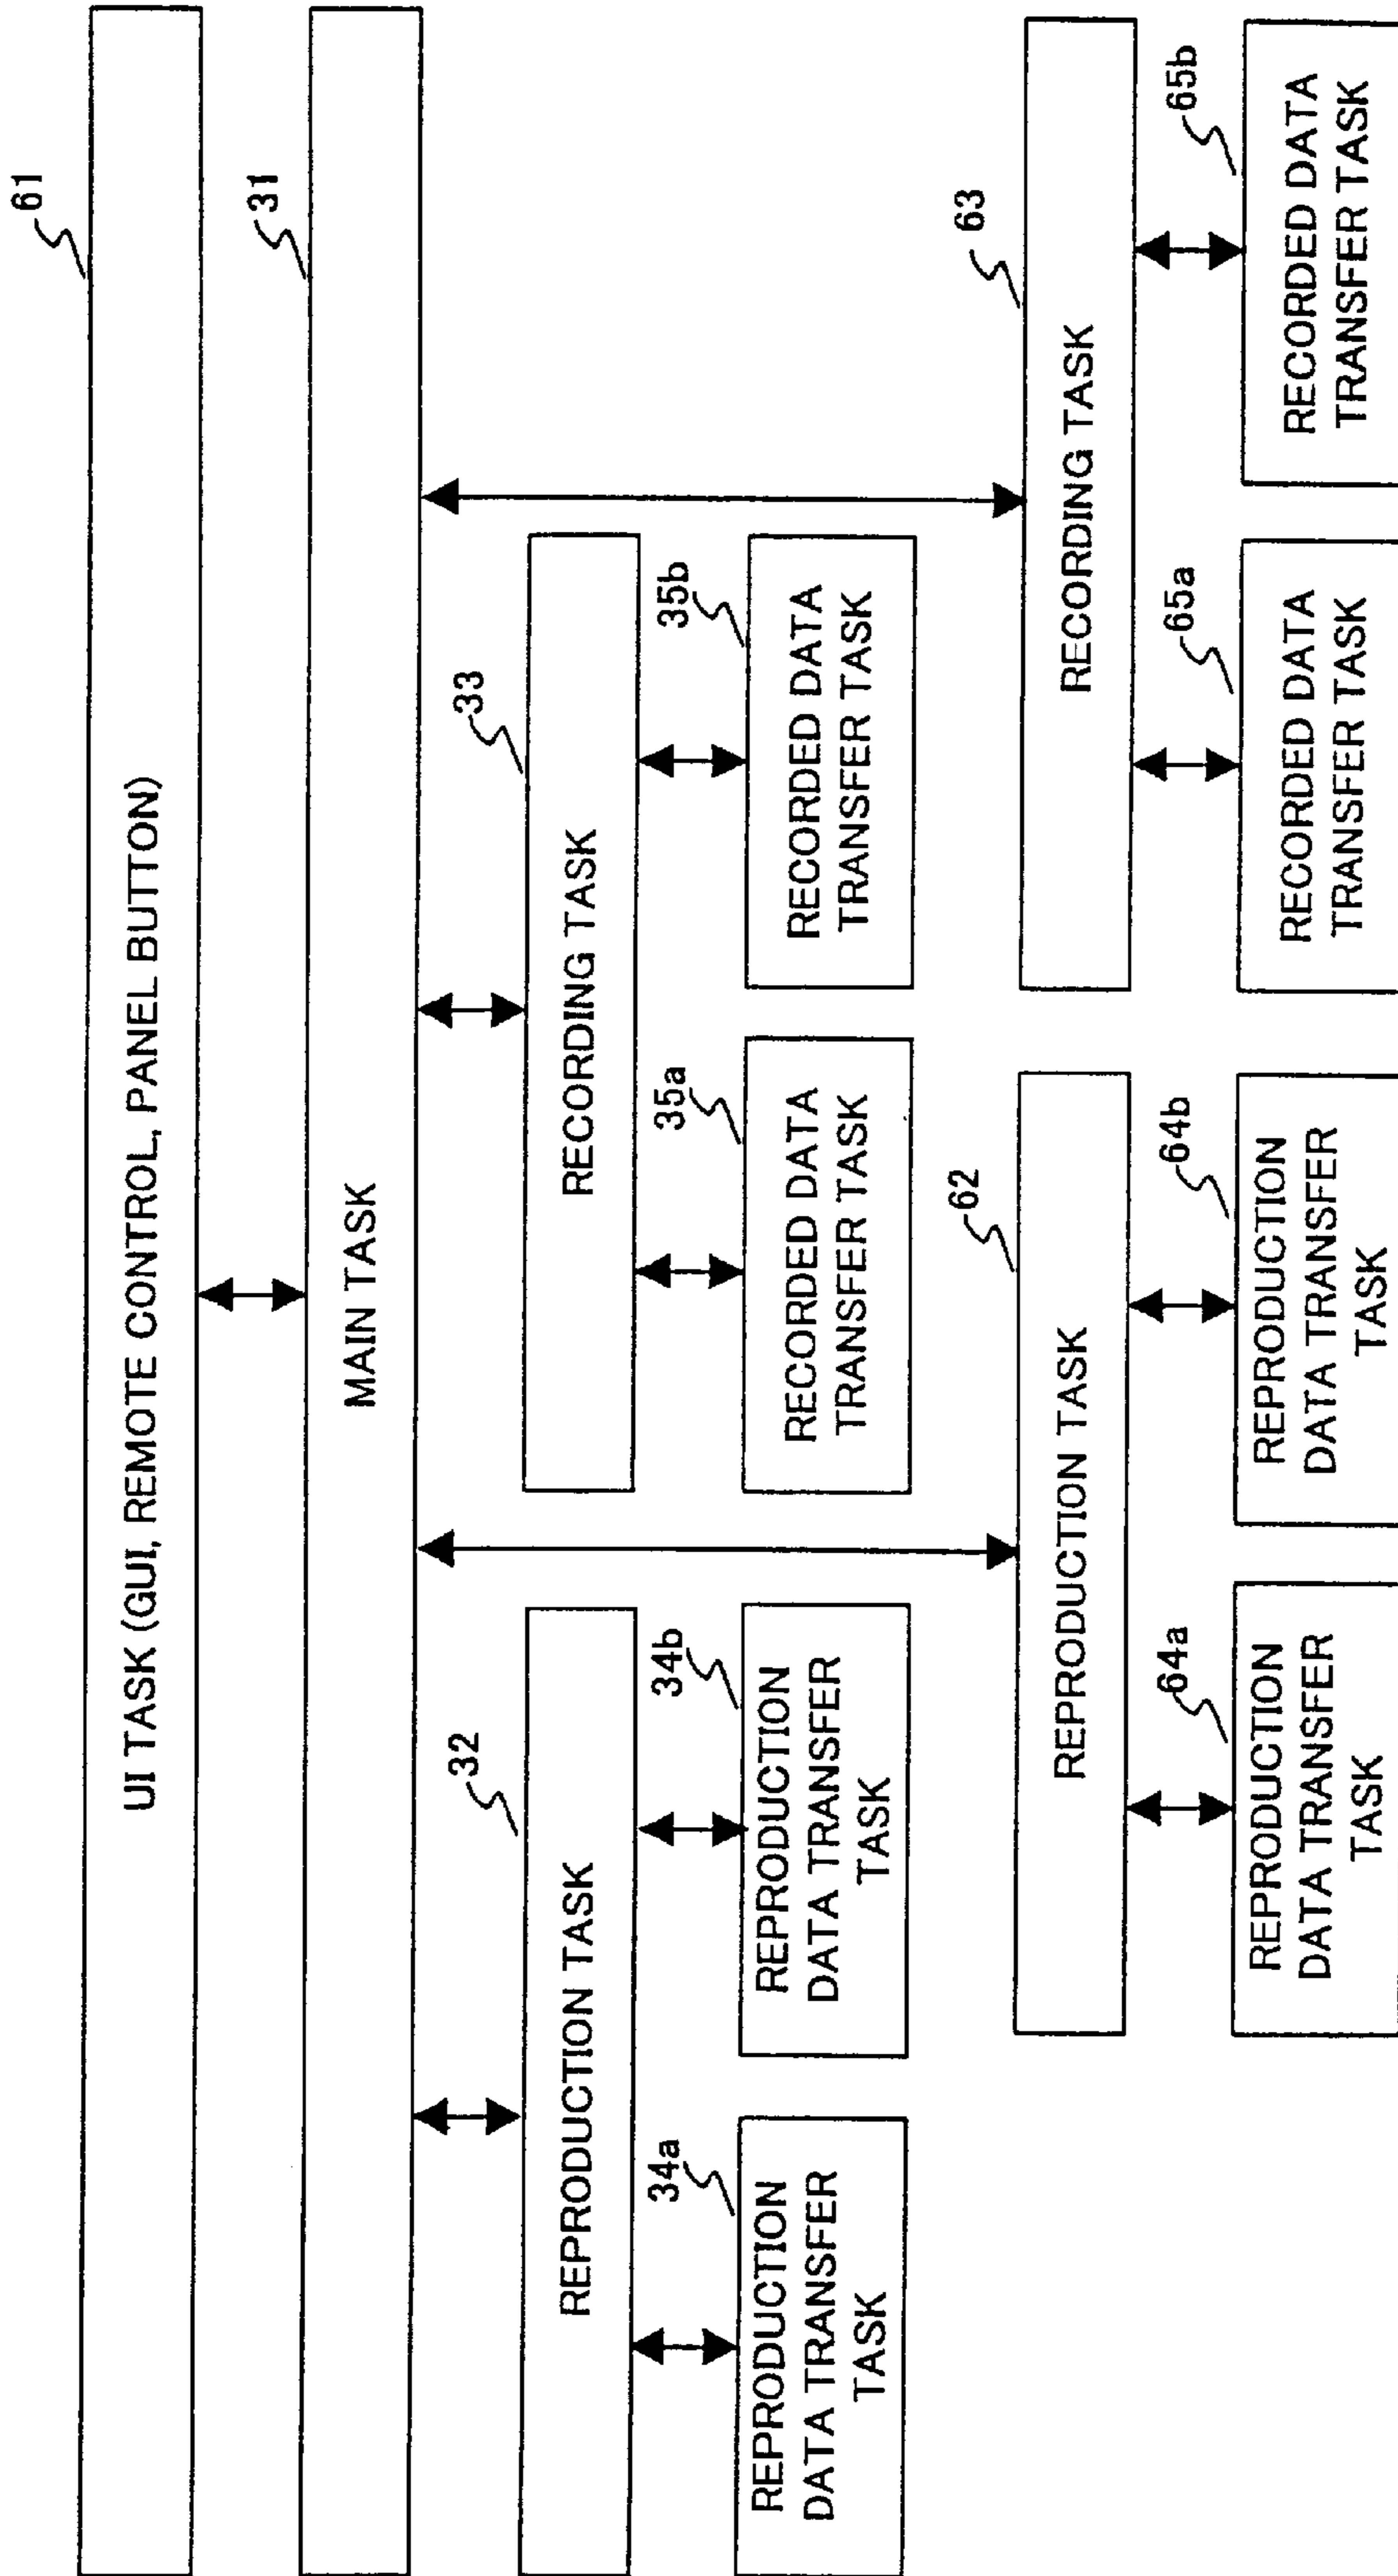 61
UI TASK (GUI, REMOTE CONTROL, PANEL BUTTON)
31
MAIN TASK
32
REPRODUCTION TASK
33
RECORDING TASK
34a
REPRODUCTION
DATA TRANSFER
TASK
34b
REPRODUCTION
DATA TRANSFER
TASK
35a
RECORDED DATA
TRANSFER TASK
35b
RECORDED DATA
TRANSFER TASK
62
REPRODUCTION TASK
63
RECORDING TASK
64a
REPRODUCTION
DATA TRANSFER
TASK
64b
REPRODUCTION
DATA TRANSFER
TASK
65a
RECORDED DATA
TRANSFER TASK
65b
RECORDED DATA
TRANSFER TASK